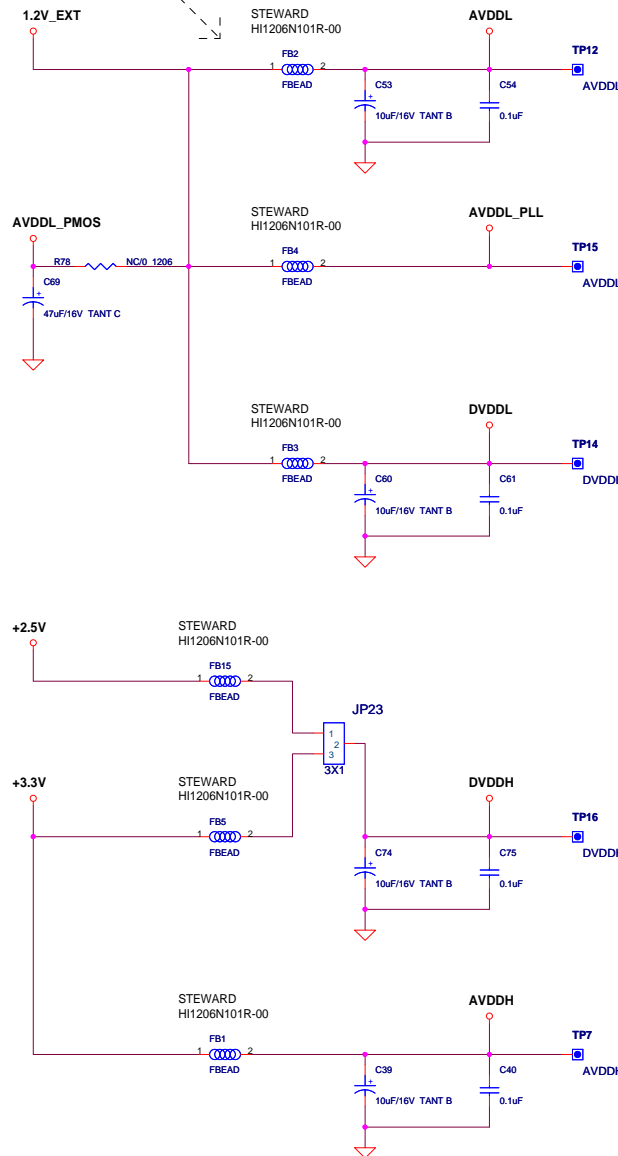 1.2V_EXT
STEWARD
HI1206N101R-00
AVDDL
FB2
1 2
FBEAD
TP12
AVDDL
C53
10uF/16V TANT B
C54
0.1uF
AVDDL_PMOS
R78 NC/0 1206
C69
47uF/16V TANT C
STEWARD
HI1206N101R-00
AVDDL_PLL
FB4
1 2
FBEAD
TP15
AVDDL
STEWARD
HI1206N101R-00
DVDDL
FB3
1 2
FBEAD
TP14
DVDDL
C60
10uF/16V TANT B
C61
0.1uF
+2.5V
STEWARD
HI1206N101R-00
FB15
1 2
FBEAD
JP23
1
2
3
3X1
+3.3V
STEWARD
HI1206N101R-00
FB5
1 2
FBEAD
DVDDH
TP16
DVDDH
C74
10uF/16V TANT B
C75
0.1uF
STEWARD
HI1206N101R-00
AVDDH
FB1
1 2
FBEAD
TP7
AVDDH
C39
10uF/16V TANT B
C40
0.1uF